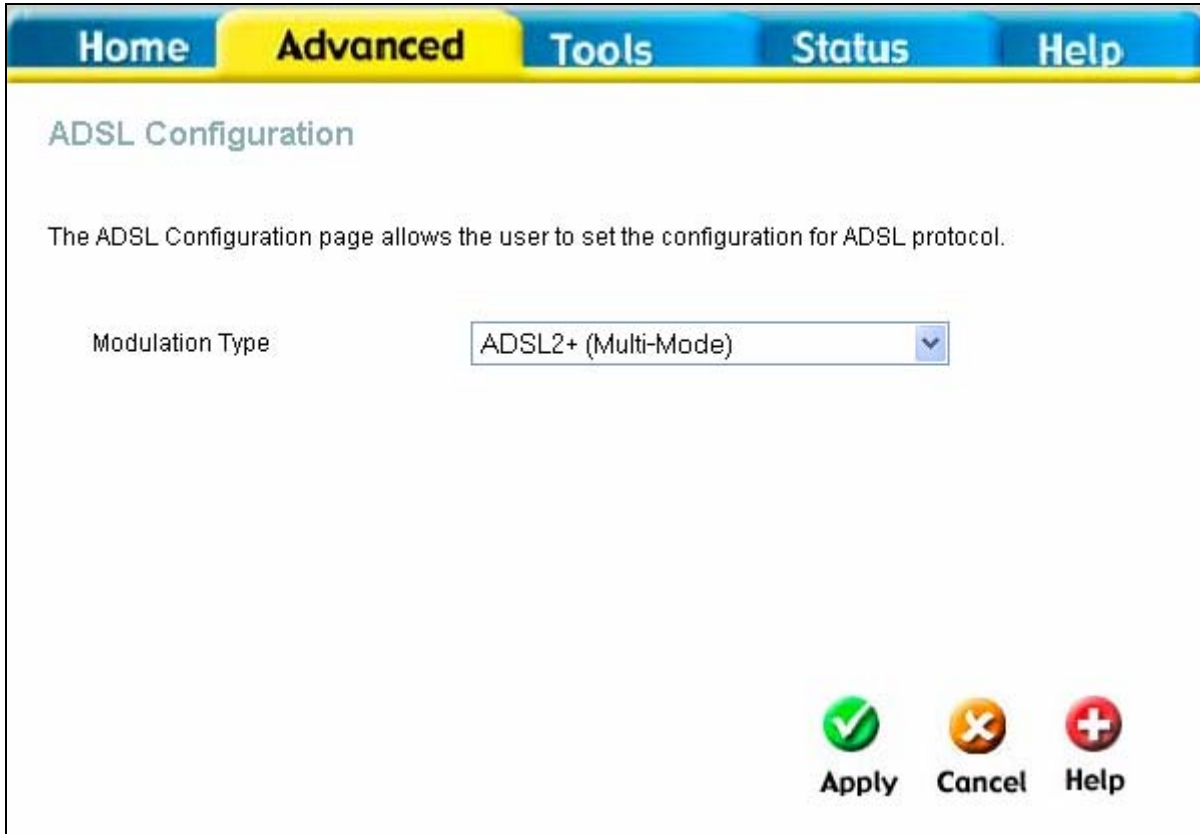 Home Advanced Tools Status Help
ADSL Configuration
The ADSL Configuration page allows the user to set the configuration for ADSL protocol.
Modulation Type ADSL2+ (Multi-Mode)
Apply Cancel Help